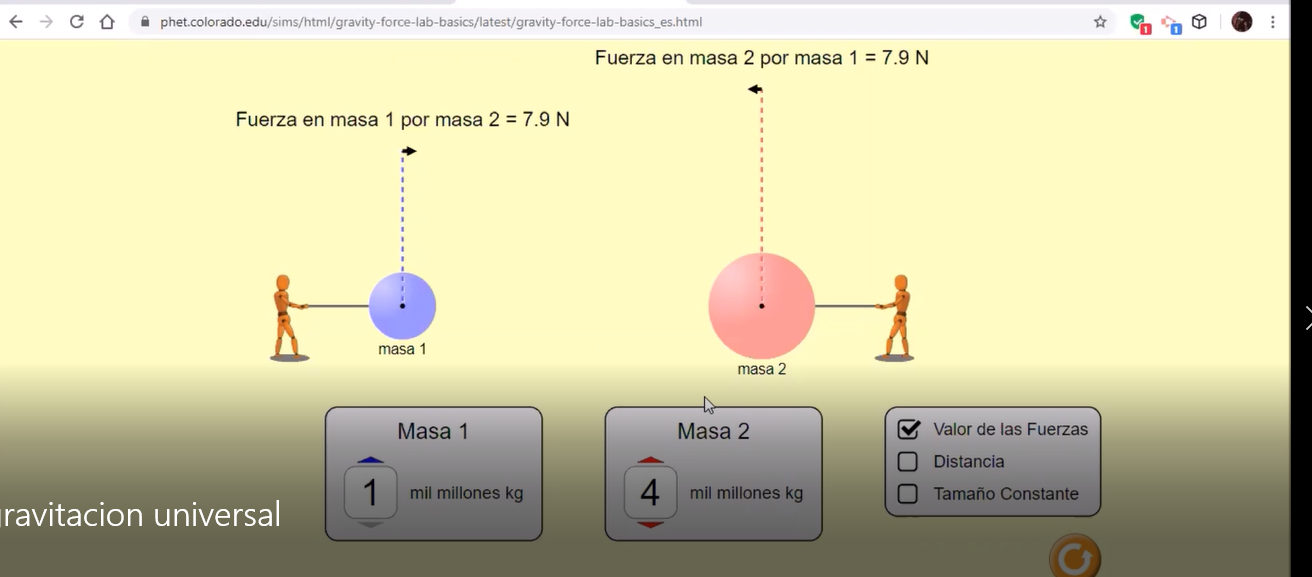 phet.colorado.edu/sims/html/gravity-force-lab-basics/latest/gravity-force-lab-basics_es.html
1
1
Fuerza en masa 2 por masa 1 = 7.9 N
Fuerza en masa 1 por masa 2 = 7.9 N
masa 1
masa 2
Masa 1
1 mil millones kg
Masa 2
4 mil millones kg
Valor de las Fuerzas
Distancia
Tamaño Constante
ravitacion universal